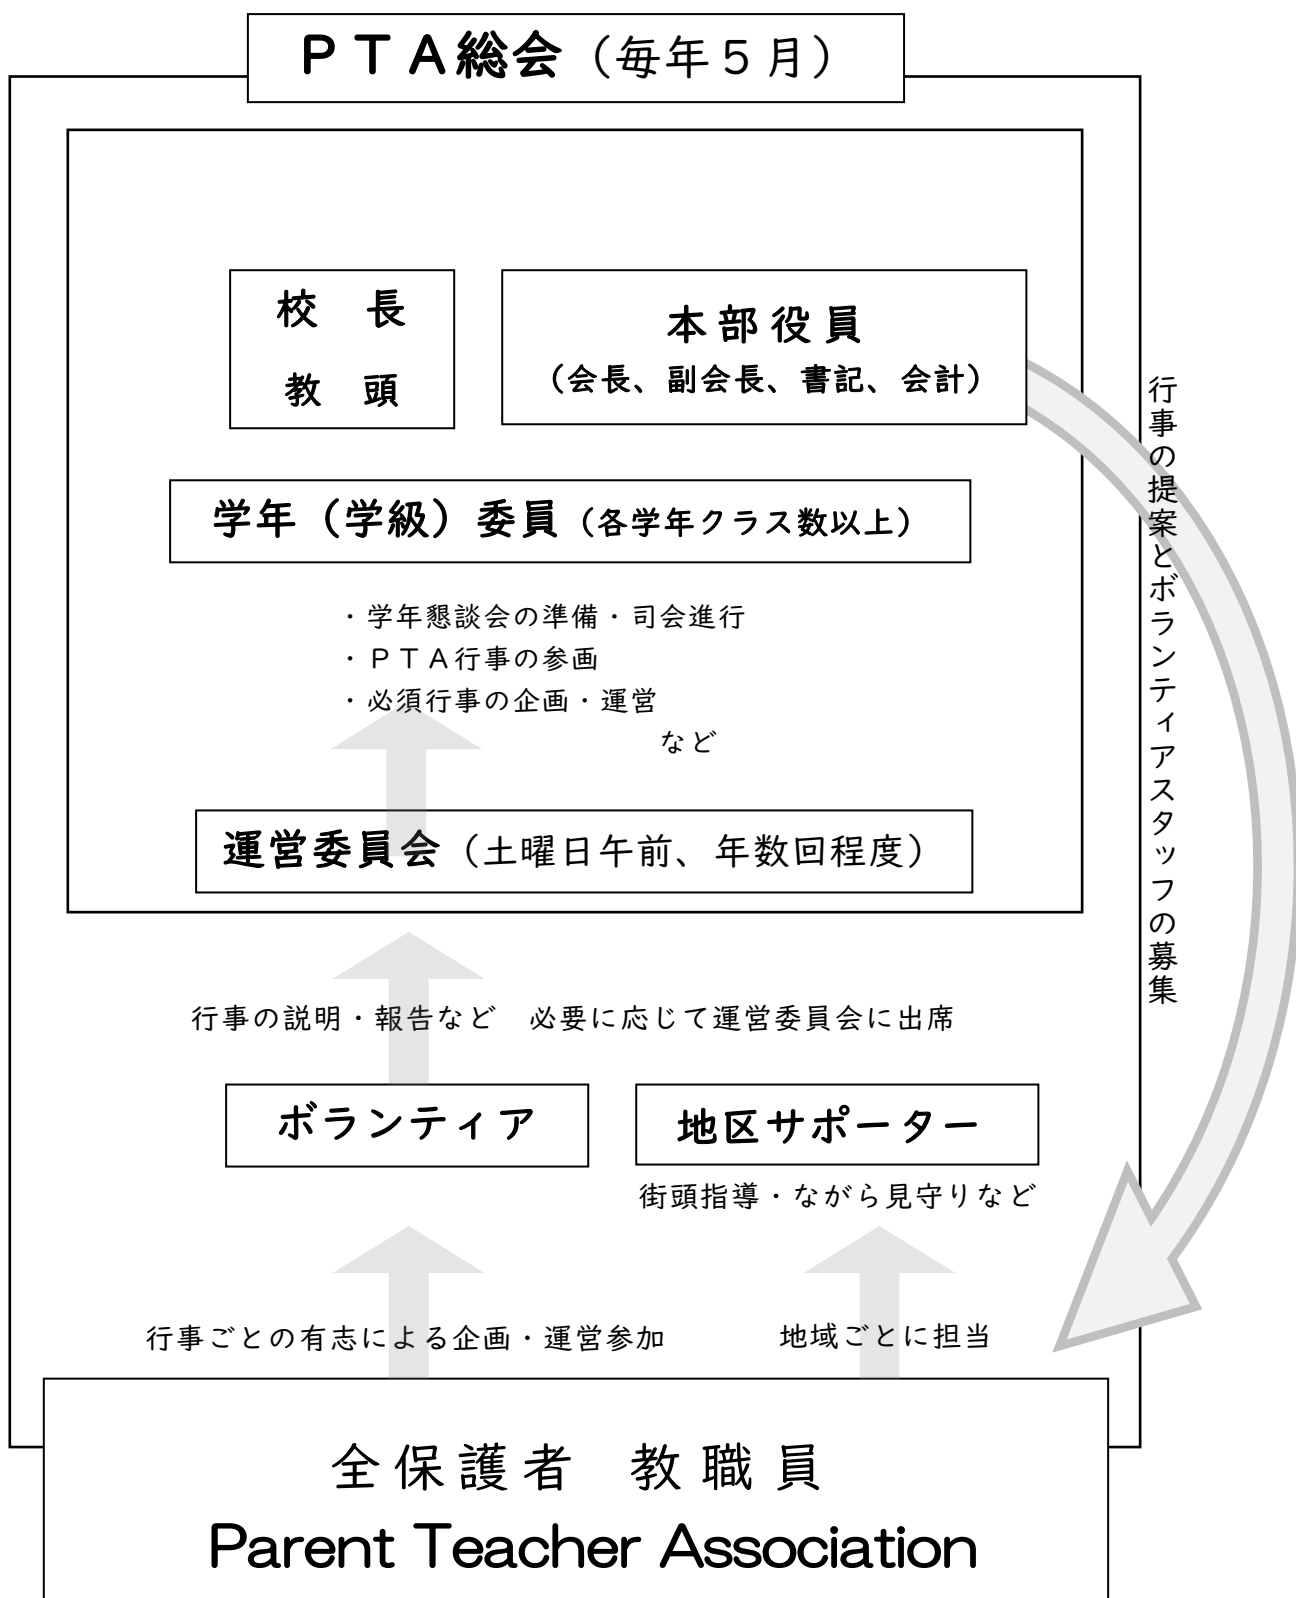 ＰＴＡ総会（毎年５月）
校　長
教　頭
本部役員
（会長、副会長、書記、会計）
学年（学級）委員（各学年クラス数以上）
・学年懇談会の準備・司会進行
・ＰＴＡ行事の参画
・必須行事の企画・運営
など
運営委員会（土曜日午前、年数回程度）
行事の提案とボランティアスタッフの募集
行事の説明・報告など　必要に応じて運営委員会に出席
ボランティア
地区サポーター
街頭指導・ながら見守りなど
行事ごとの有志による企画・運営参加
地域ごとに担当
全保護者　教職員
Parent Teacher Association